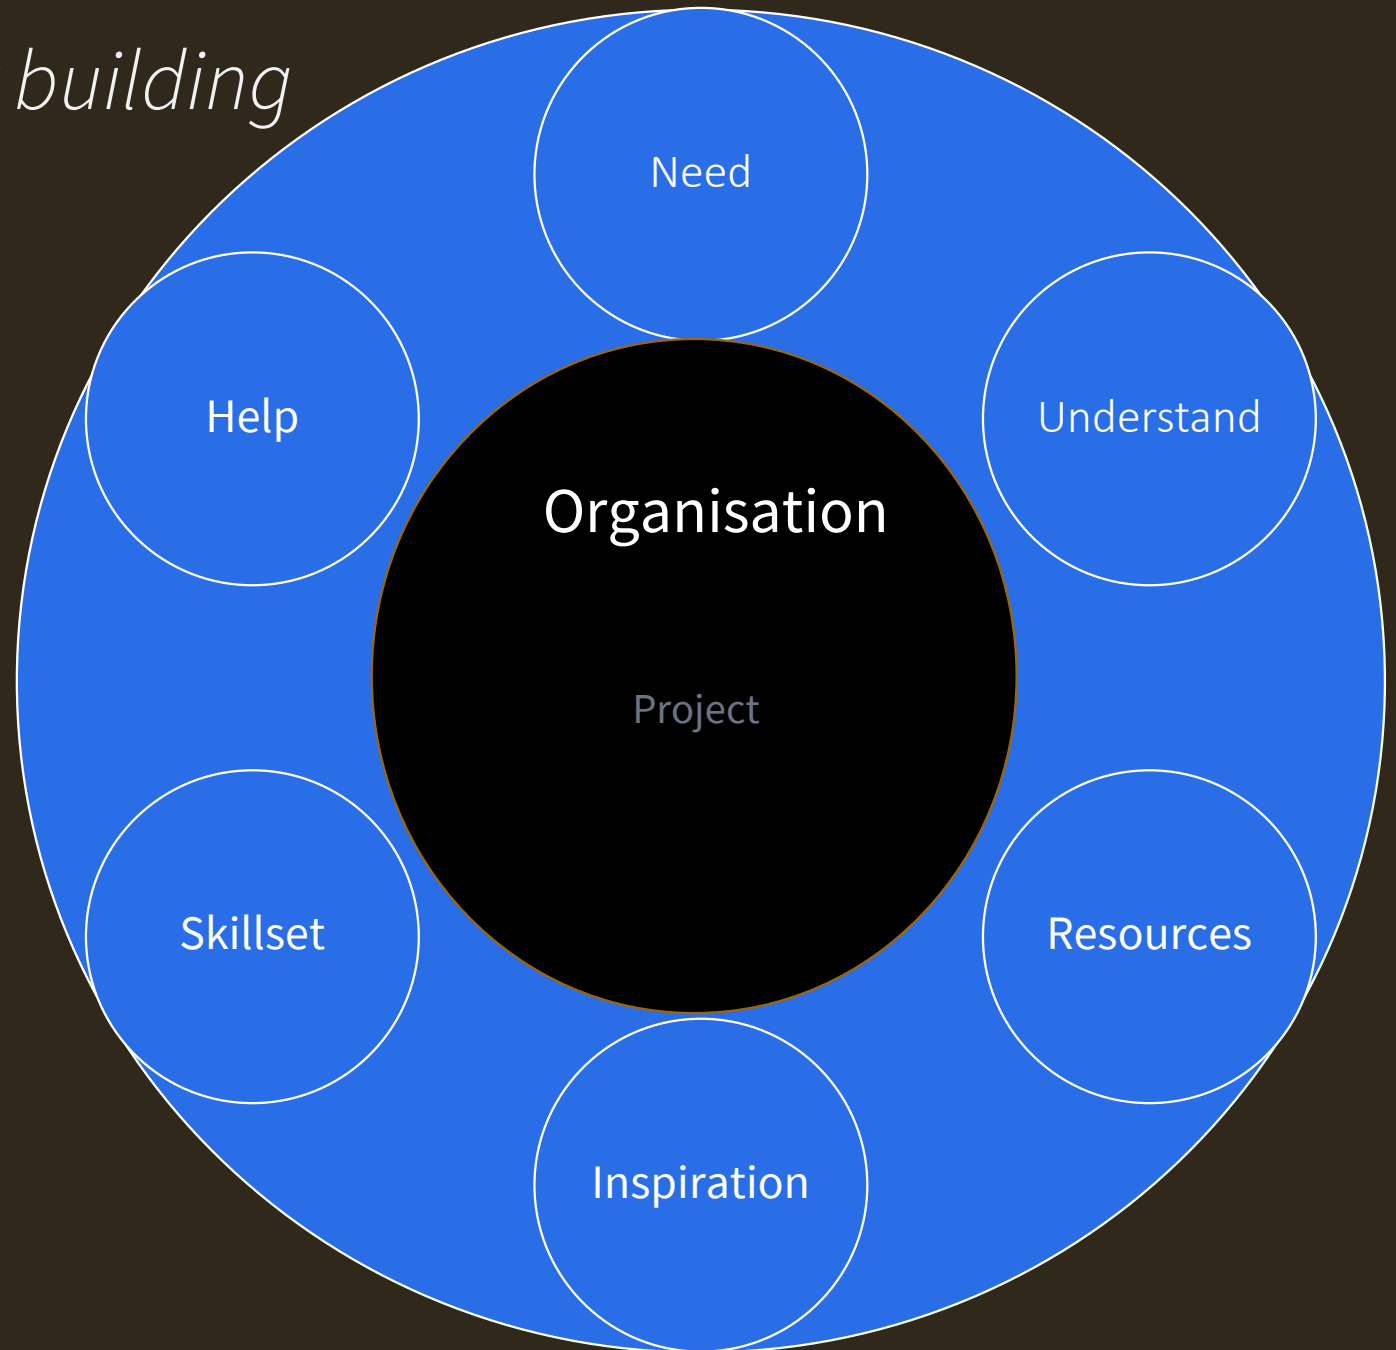 building
Need
Help
Understand
Organisation
Project
Skillset
Resources
Inspiration